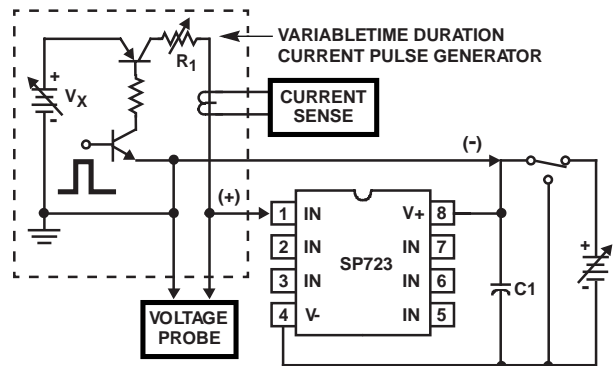 VARIABLETIME DURATION
CURRENT PULSE GENERATOR
R1
+
VX
-
CURRENT
SENSE
(-)
(+)
1 IN
2 IN
3 IN
4 V-
SP723
V+ 8
IN 7
IN 6
IN 5
C1
+
-
VOLTAGE
PROBE